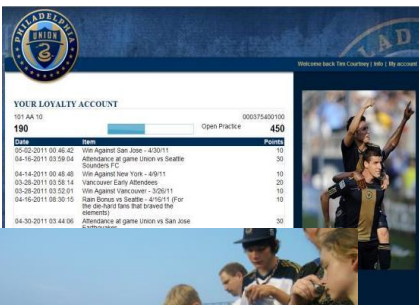 PHILADELPHIA
UNION
Welcome back Tim Courtney | Info | My account
YOUR LOYALTY ACCOUNT
101 AA 10 000375400100
190 Open Practice 450
Date Item Points
05-02-2011 00:46:42 Win Against San Jose - 4/30/11 10
04-16-2011 03:59:04 Attendance at game Union vs Seattle 30
Sounders FC
04-14-2011 00:48:48 Win Against New York - 4/9/11 10
03-28-2011 03:58:14 Vancouver Early Attendees 20
03-28-2011 03:52:01 Win Against Vancouver - 3/26/11 10
04-16-2011 08:30:15 Rain Bonus vs Seattle - 4/15/11 (For 10
the die-hard fans that braved the
elements)
04-30-2011 03:44:06 Attendance at game Union vs San Jose 30
Earthquakes